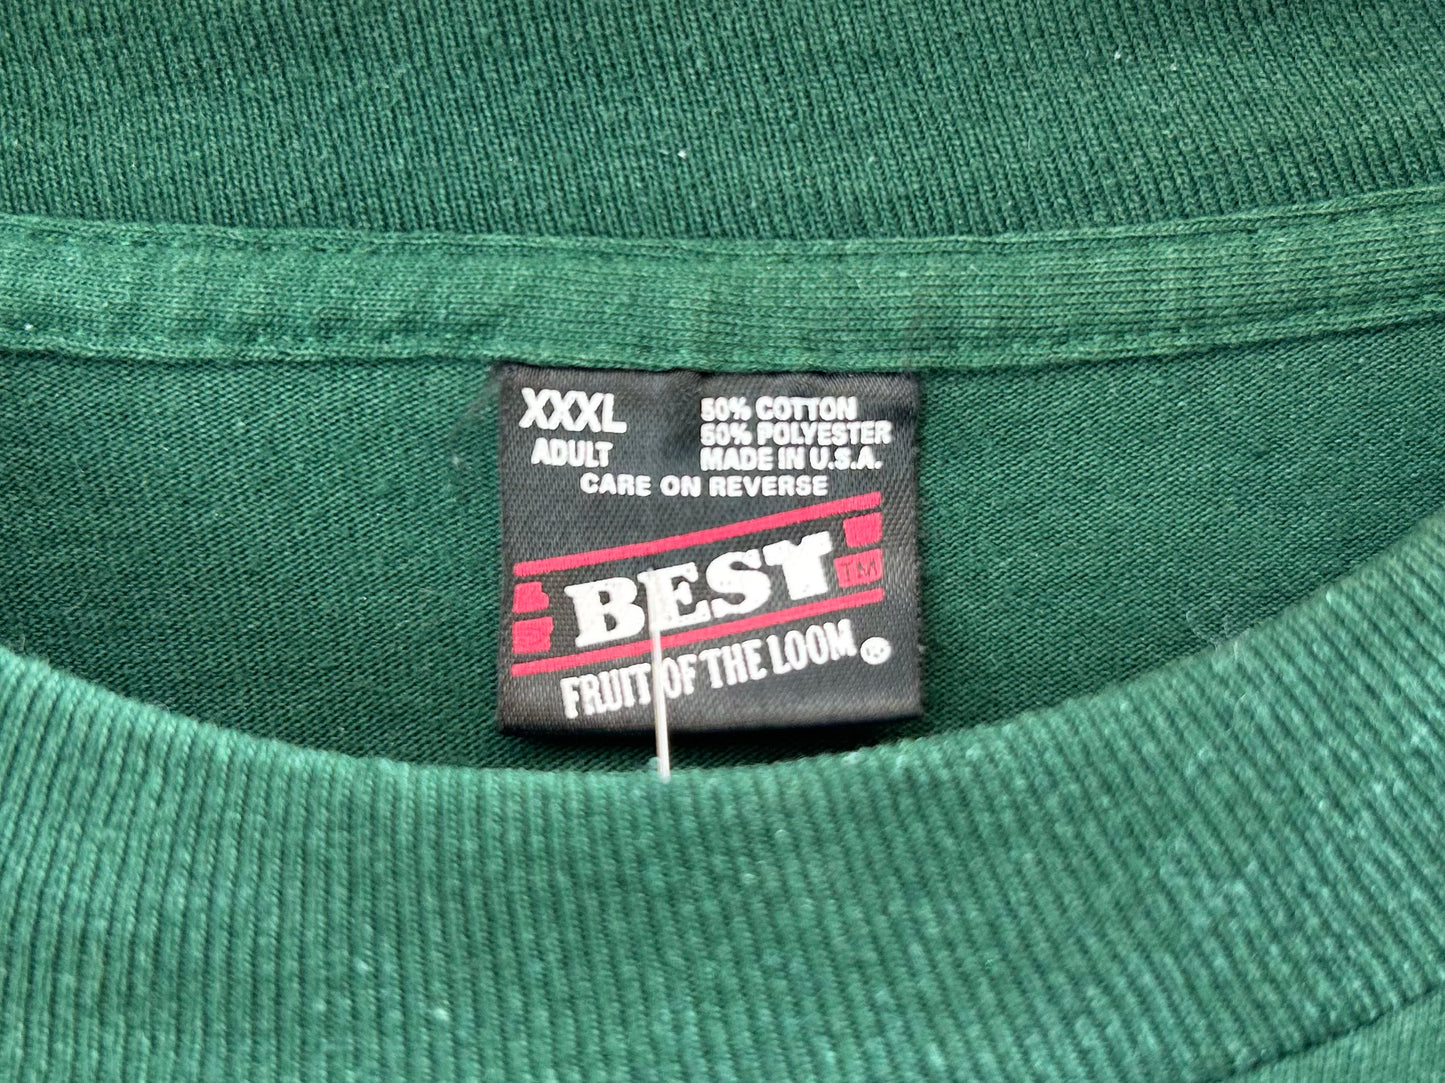 XXXL
ADULT
50% COTTON
50% POLYESTER
MADE IN U.S.A.
CARE ON REVERSE
BEST TM
FRUIT OF THE LOOM ®